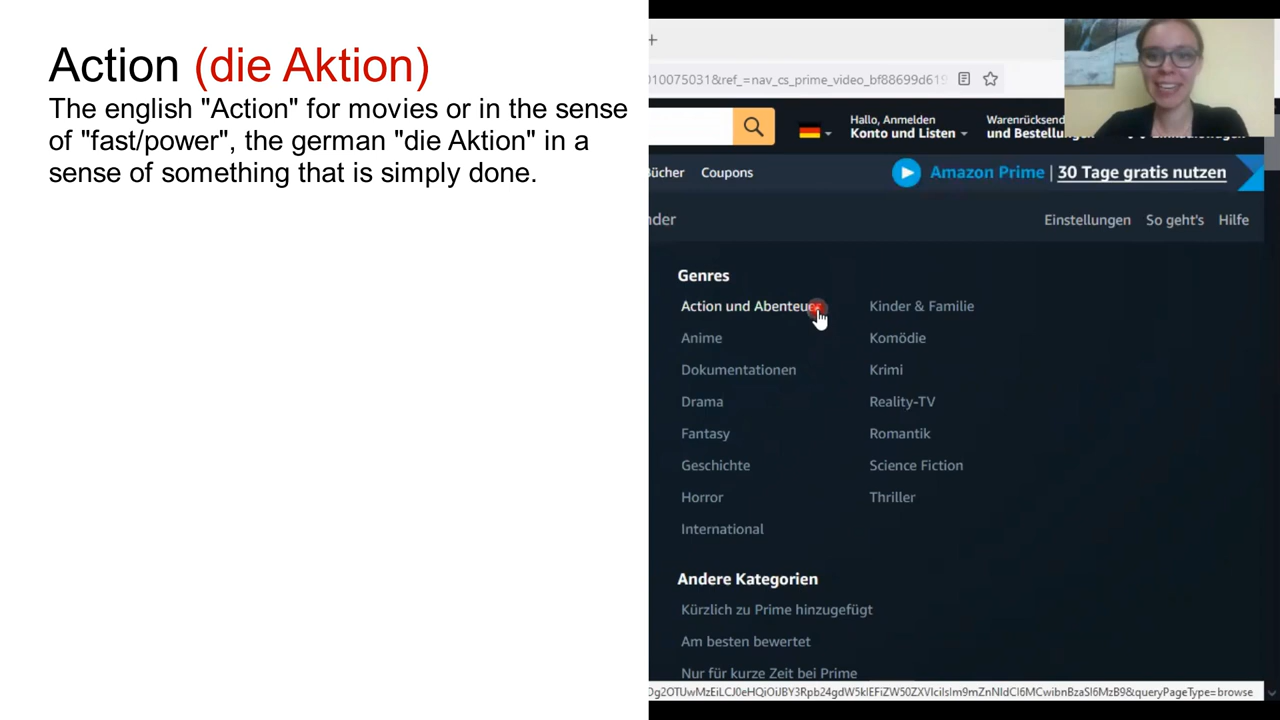 Action (die Aktion)
The english "Action" for movies or in the sense
of "fast/power", the german "die Aktion" in a
sense of something that is simply done.
Hallo, Anmelden
Konto und Listen
und
Bücher Coupons
Amazon Prime | 30 Tage gratis nutzen
Einstellungen So geht's Hilfe
Genres
Action und Abenteuer
Kinder & Familie
Anime
Komödie
Dokumentationen
Krimi
Drama
Reality-TV
Fantasy
Romantik
Geschichte
Science Fiction
Horror
Thriller
International
Andere Kategorien
Kürzlich zu Prime hinzugefügt
Am besten bewertet
Nur für kurze Zeit bei Prime